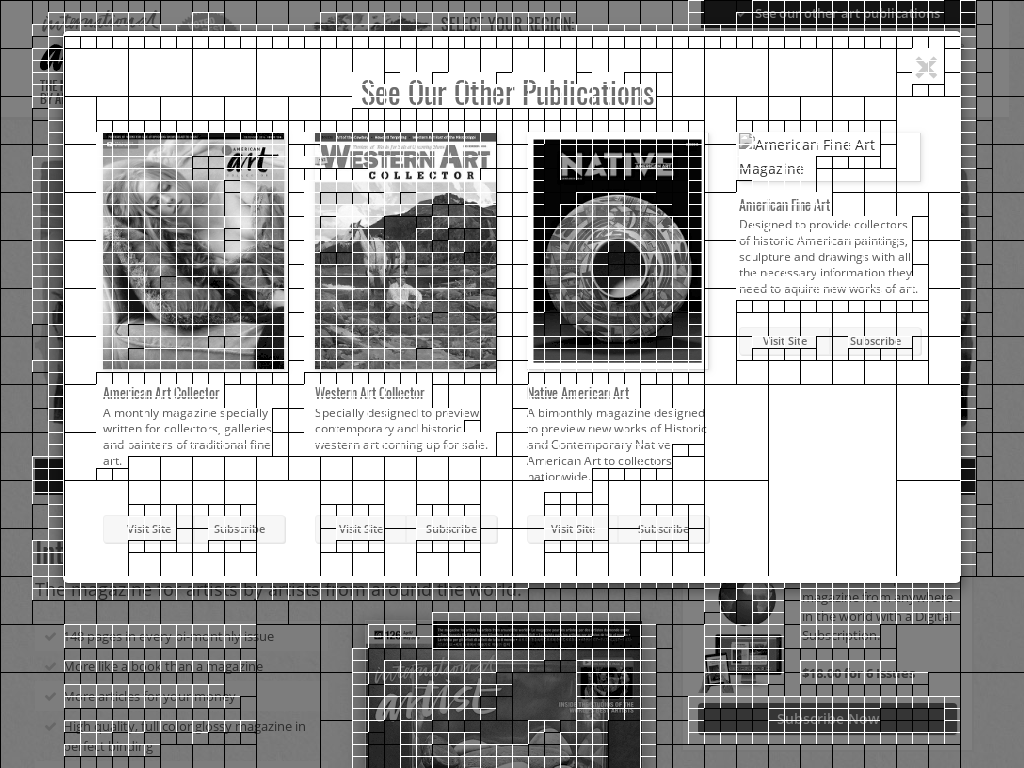 See our other art publications
international
SELECT YOUR REGION:
See Our Other Publications
AMERICAN
art
WESTERN ART
COLLECTOR
NATIVE
AMERICAN ART
American Fine Art
Magazine
American Fine Art
Designed to provide collectors
of historic American paintings,
sculpture and drawings with all
the necessary information they
need to aquire new works of art.
Visit Site
Subscribe
American Art Collector
A monthly magazine specially
written for collectors, galleries
and painters of traditional fine
art.
Western Art Collector
Specially designed to preview
contemporary and historic
western art coming up for sale.
Native American Art
A bimonthly magazine designed
to preview new works of Historic
and Contemporary Native
American Art to collectors
nationwide.
Visit Site
Subscribe
Visit Site
Subscribe
Visit Site
Subscribe
The magazine for artists by artists from around the world.
148 pages in every bi-monthly issue
More like a book than a magazine
More articles for your money
High quality, full color glossy magazine in
perfect binding
international
artist
magazine from anywhere
in the world with a Digital
Subscription.
$18.00 for 6 issues
Subscribe Now